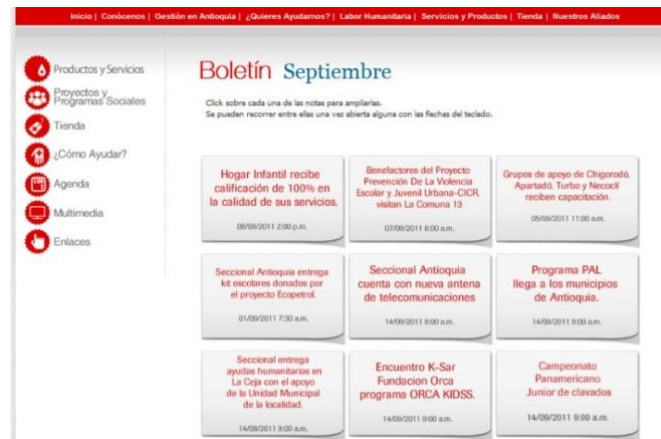 Inicio | Conócenos | Gestión en Antioquia | ¿Quieres Ayudarnos? | Labor Humanitaria | Servicios y Productos | Tienda | Nuestros Aliados
Productos y Servicios
Proyectos y
Programas Sociales
Tienda
¿Cómo Ayudar?
Agenda
Multimedia
Enlaces
Boletín Septiembre
Click sobre cada una de las notas para ampliarlas.
Se pueden recorrer entre ellas una vez abierta alguna con las flechas del teclado.
Hogar Infantil recibe
calificación de 100% en
la calidad de sus servicios.
08/09/2011 2:00 p.m.
Benefactores del Proyecto
Prevención De La Violencia
Escolar y Juvenil Urbana-CICR,
visitan La Comuna 13
07/09/2011 8:00 a.m.
Grupos de apoyo de Chigorodó,
Apartadó, Turbo y Necoclí
reciben capacitación.
05/09/2011 11:00 a.m.
Seccional Antioquia entrega
kit escolares donados por
el proyecto Ecopetrol.
01/09/2011 7:30 a.m.
Seccional Antioquia
cuenta con nueva antena
de telecomunicaciones
14/09/2011 9:00 a.m.
Programa PAL
llega a los municipios
de Antioquia.
14/09/2011 9:00 a.m.
Seccional entrega
ayudas humanitarias en
La Ceja con el apoyo
de la Unidad Municipal
de la localidad.
14/09/2011 9:00 a.m.
Encuentro K-Sar
Fundacion Orca
programa ORCA KIDSS.
14/09/2011 9:00 a.m.
Campeonato
Panamericano
Junior de clavados
14/09/2011 9:00 a.m.